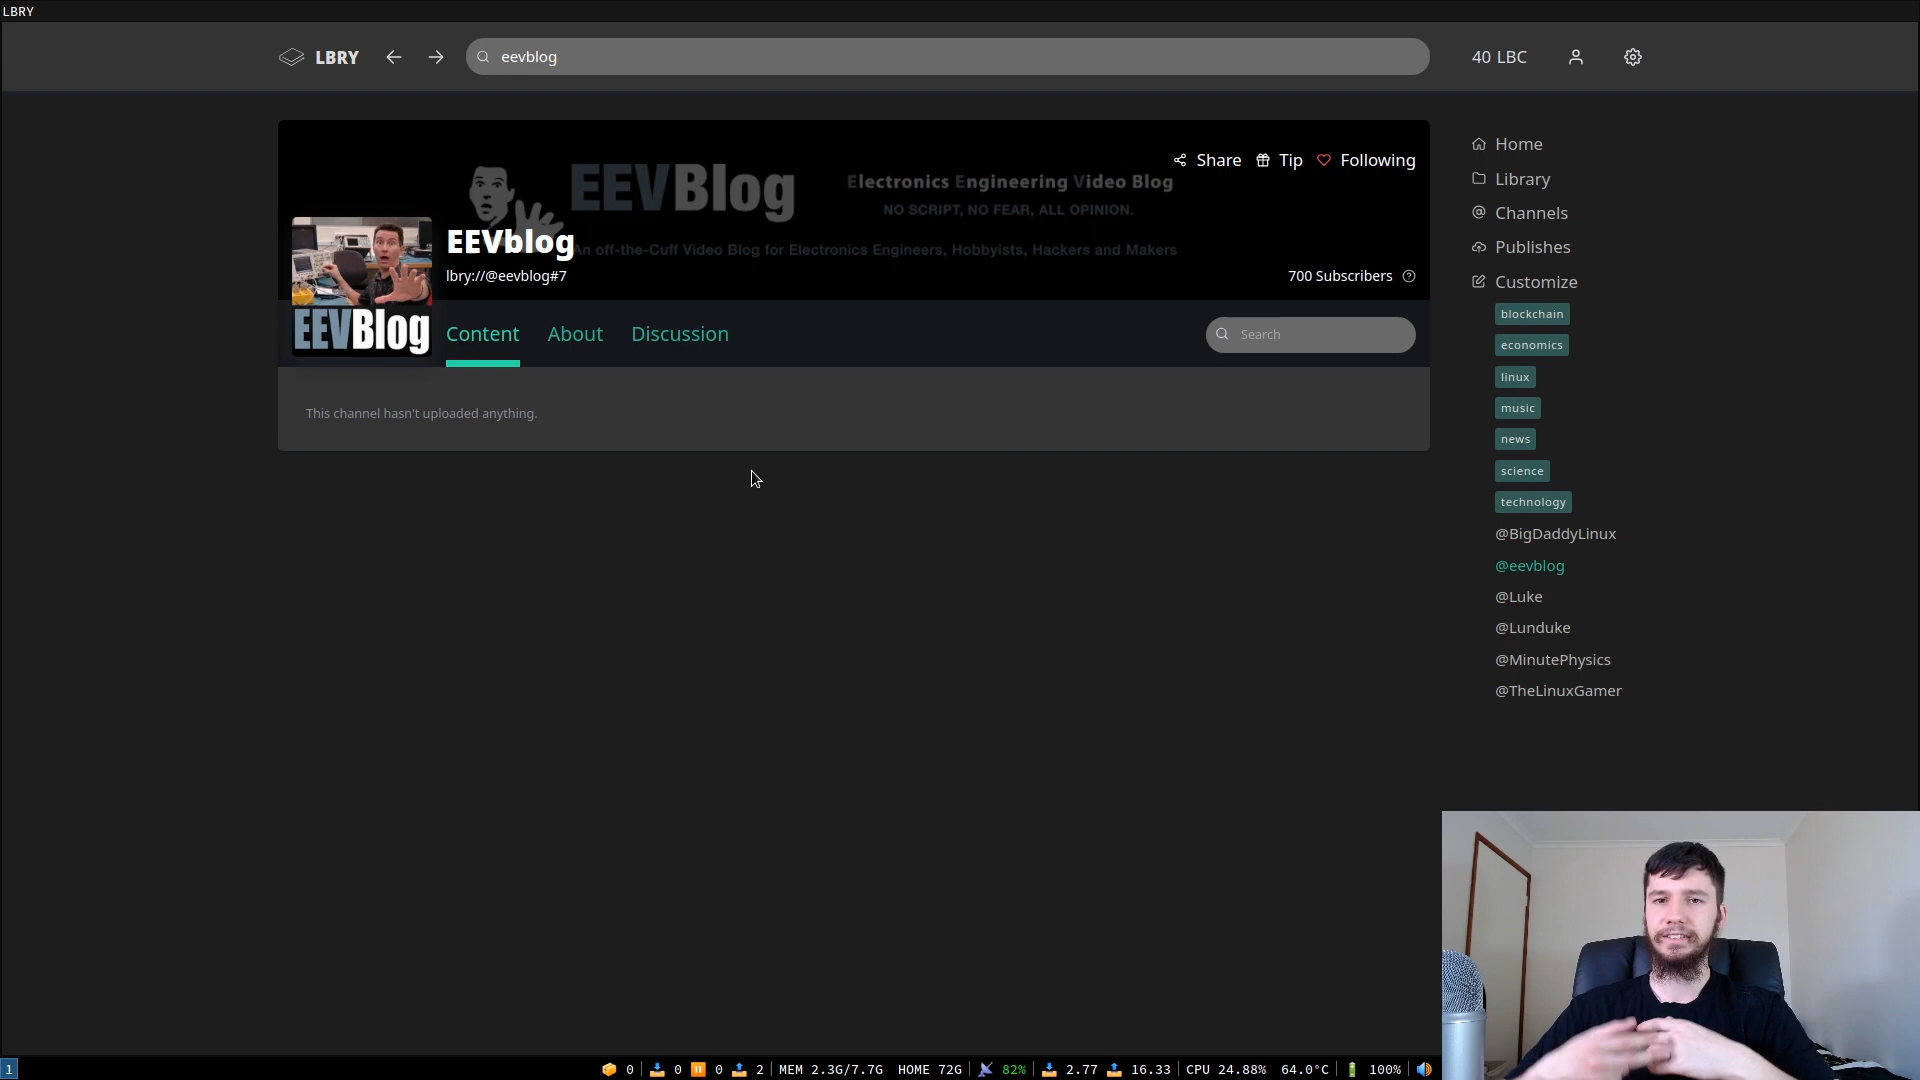 LBRY
LBRY
eevblog
40 LBC
Share
Tip
Following
EEVBlog
Electronics Engineering Video Blog
NO SCRIPT, NO FEAR, ALL OPINION.
An off-the-Cuff Video Blog for Electronics Engineers, Hobbyists, Hackers and Makers
EEVblog
lbry://@eevblog#7
700 Subscribers
EEVBlog
Content
About
Discussion
Search
This channel hasn't uploaded anything.
Home
Library
Channels
Publishes
Customize
blockchain
economics
linux
music
news
science
technology
@BigDaddyLinux
@eevblog
@Luke
@Lunduke
@MinutePhysics
@TheLinuxGamer
1
0 0 0 2 MEM 2.3G/7.7G HOME 72G 82% 2.77 16.33 CPU 24.88% 64.0°C 100%